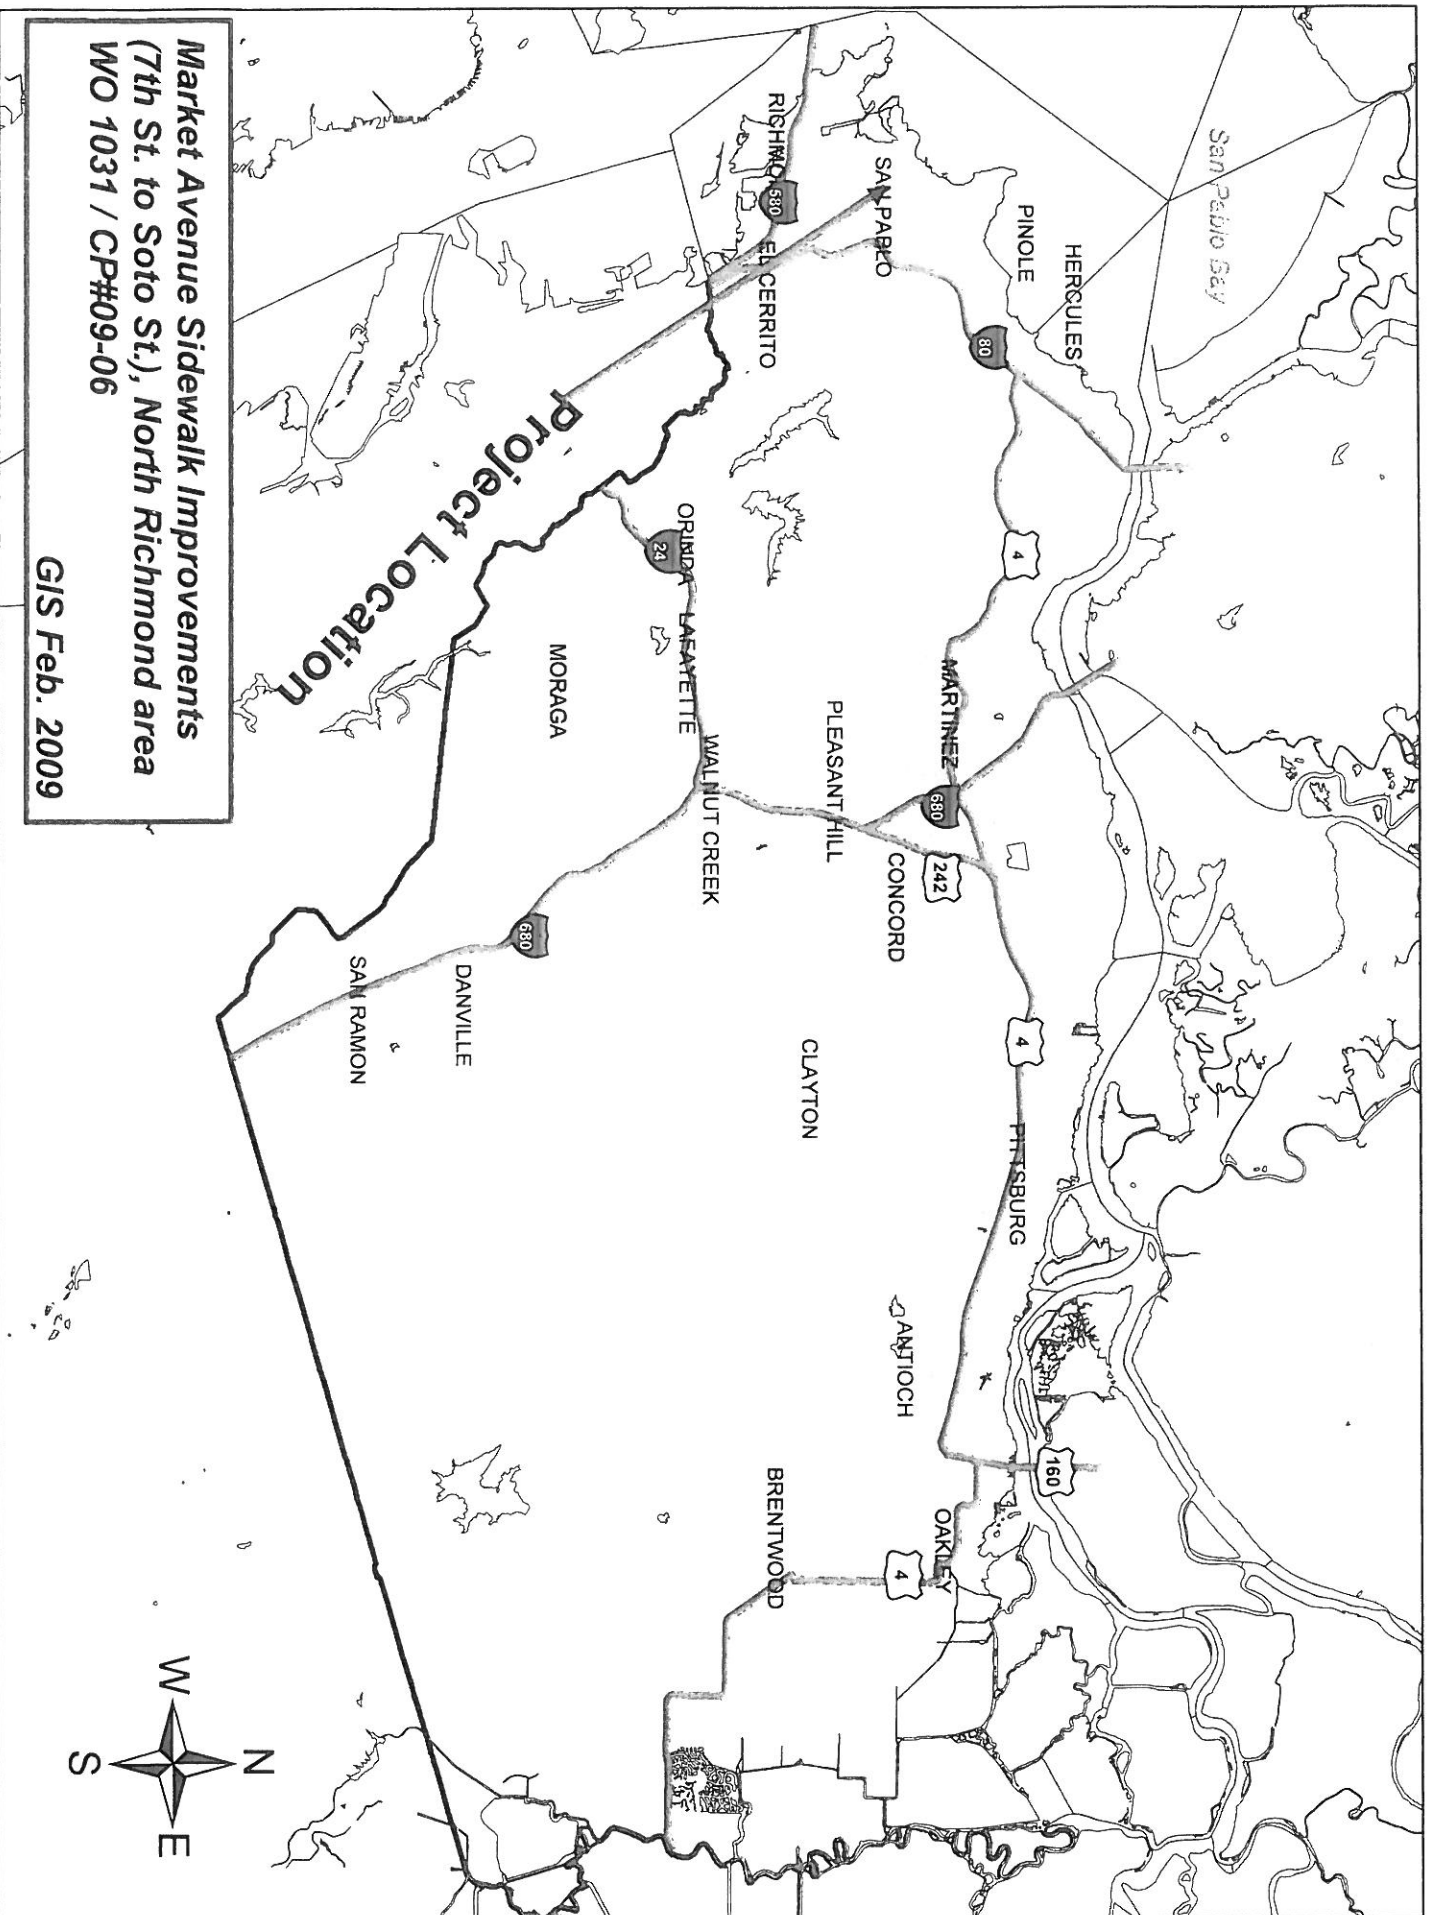 San Pablo Bay
HERCULES
PINOLE
80
4
SAN PABLO
580
EL CERRITO
MARTINEZ
680
242
CONCORD
4
PITTSBURG
160
ANTIOCH
OAKLEY
4
PLEASANT HILL
CLAYTON
BRENTWOOD
ORINDA
24
LAFAYETTE
WALNUT CREEK
MORAGA
680
DANVILLE
SAN RAMON
Project Location
Market Avenue Sidewalk Improvements
(7th St. to Soto St.), North Richmond area
WO 1031 / CP#09-06
GIS Feb. 2009
N
W
E
S